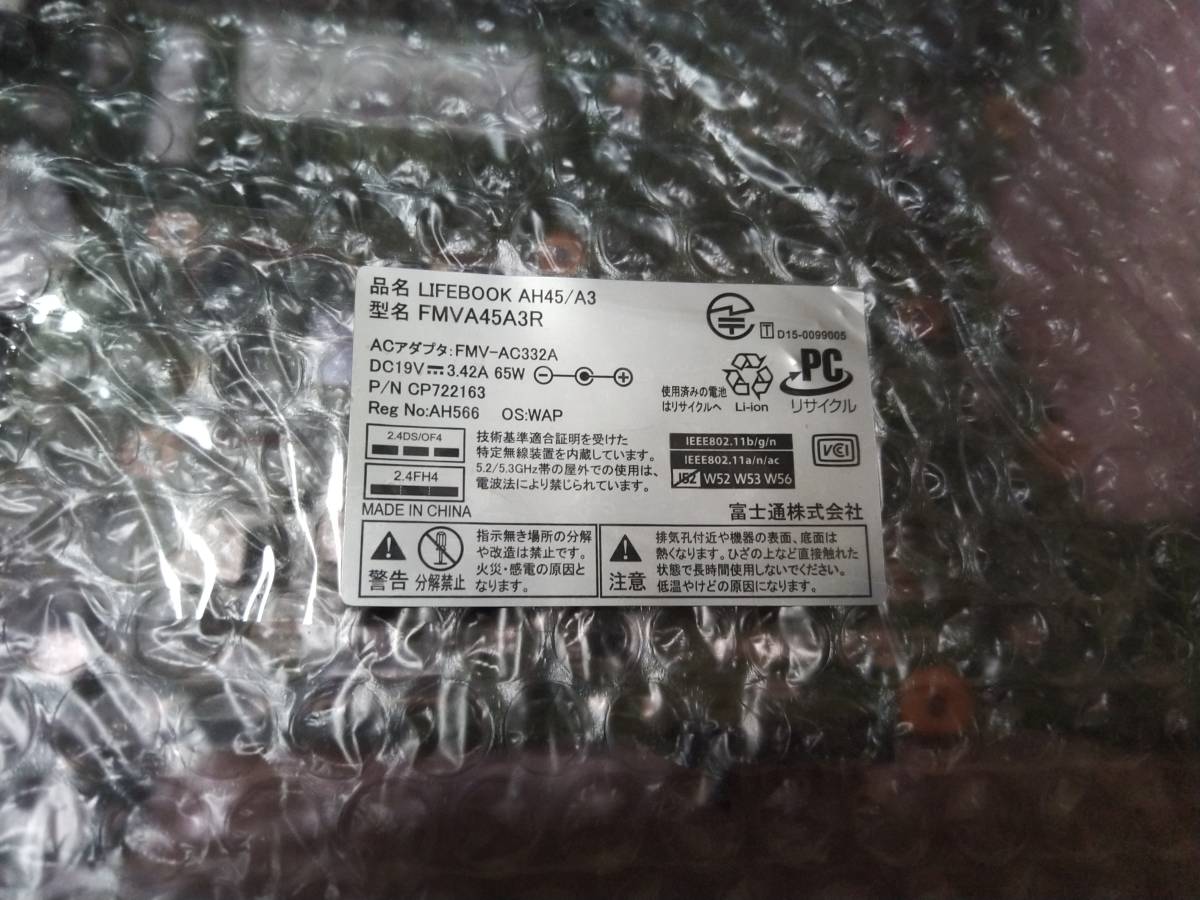 品名 LIFEBOOK AH45/A3
型名 FMVA45A3R
T D15-0099005
ACアダプタ:FMV-AC332A
DC19V 3.42A 65W
P/N CP722163
Reg No:AH566 OS:WAP
使用済みの電池
はリサイクルへ
Li-ion
PC
リサイクル
2.4DS/OF4
2.4FH4
技術基準適合証明を受けた
特定無線装置を内蔵しています。
5.2/5.3GHz帯の屋外での使用は、
電波法により禁じられています。
IEEE802.11b/g/n
IEEE802.11a/n/ac
J52 W52 W53 W56
VCI
MADE IN CHINA
富士通株式会社
警告
分解禁止
指示無き場所の分解
や改造は禁止です。
火災・感電の原因と
なります。
注意
排気孔付近や機器の表面、底面は
熱くなります。ひざの上など直接触れた
状態で長時間使用しないでください。
低温やけどの原因になります。